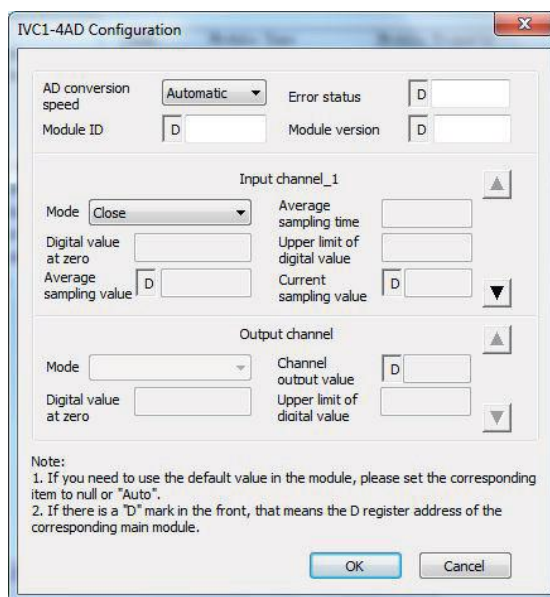 IVC1-4AD Configuration
AD conversion speed Automatic Error status D
Module ID D Module version D
Input channel_1
Mode Close Average sampling time
Digital value at zero Upper limit of digital value
Average sampling value D Current sampling value D
Output channel
Mode Channel output value D
Digital value at zero Upper limit of digital value
Note:
1. If you need to use the default value in the module, please set the corresponding
item to null or "Auto".
2. If there is a "D" mark in the front, that means the D register address of the
corresponding main module.
OK Cancel